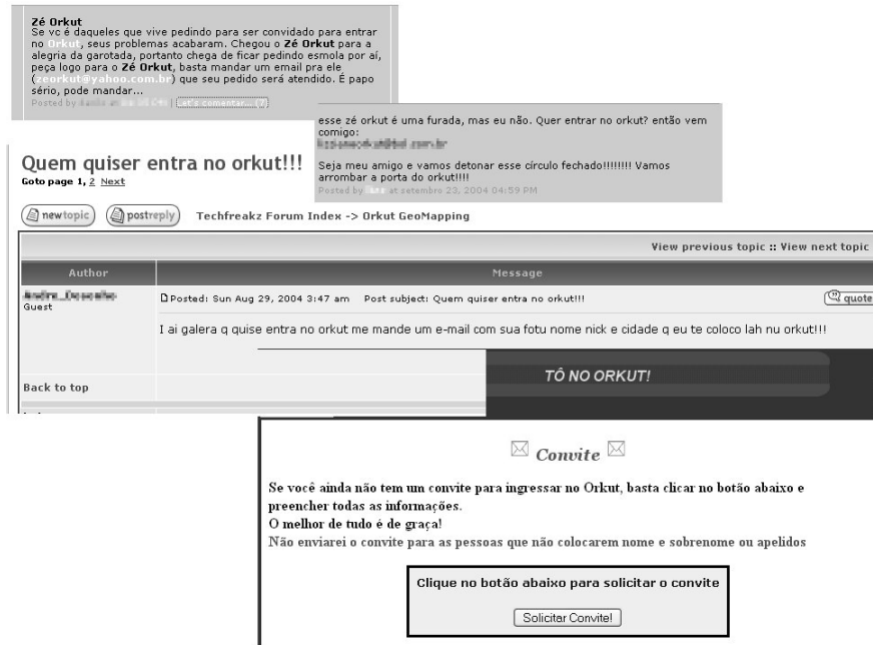 Zé Orkut
Se vc é daqueles que vive pedindo para ser convidado para entrar
no Orkut, seus problemas acabaram. Chegou o Zé Orkut para a
alegria da garotada, portanto chega de ficar pedindo esmola por aí,
peça logo para o Zé Orkut, basta mandar um email pra ele
(zeorkut@yahoo.com.br) que seu pedido será atendido. É papo
sério, pode mandar...
Posted by at | Let's comentar... (7)
esse zé orkut é uma furada, mas eu não. Quer entrar no orkut? então vem
comigo:
Seja meu amigo e vamos detonar esse círculo fechado!!!!!!!! Vamos
arrombar a porta do orkut!!!!
Posted by at setembro 23, 2004 04:59 PM
Quem quiser entra no orkut!!!
Goto page 1, 2 Next
newtopic postreply Techfreakz Forum Index -> Orkut GeoMapping
View previous topic :: View next topic
Author Message
Guest
Posted: Sun Aug 29, 2004 3:47 am Post subject: Quem quiser entra no orkut!!!
quote
I ai galera q quise entra no orkut me mande um e-mail com sua fotu nome nick e cidade q eu te coloco lah nu orkut!!!
Back to top
TÔ NO ORKUT!
Convite
Se você ainda não tem um convite para ingressar no Orkut, basta clicar no botão abaixo e
preencher todas as informações.
O melhor de tudo é de graça!
Não enviarei o convite para as pessoas que não colocarem nome e sobrenome ou apelidos
Clique no botão abaixo para solicitar o convite
Solicitar Convite!